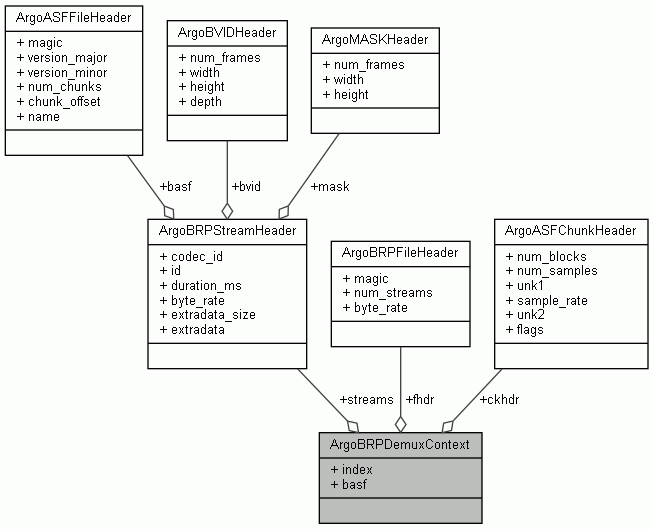 ArgoASFFileHeader
+ magic
+ version_major
+ version_minor
+ num_chunks
+ chunk_offset
+ name
ArgoBVIDHeader
+ num_frames
+ width
+ height
+ depth
ArgoMASKHeader
+ num_frames
+ width
+ height
+basf
+bvid
+mask
ArgoBRPStreamHeader
+ codec_id
+ id
+ duration_ms
+ byte_rate
+ extradata_size
+ extradata
ArgoBRPFileHeader
+ magic
+ num_streams
+ byte_rate
ArgoASFChunkHeader
+ num_blocks
+ num_samples
+ unk1
+ sample_rate
+ unk2
+ flags
+streams
+fhdr
+ckhdr
ArgoBRPDemuxContext
+ index
+ basf